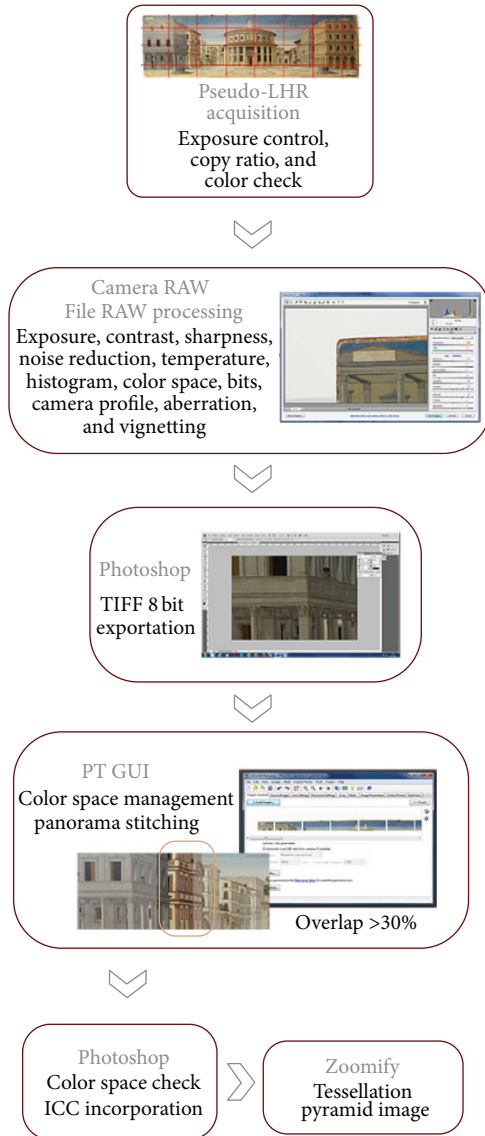 Pseudo-LHR
acquisition
Exposure control,
copy ratio, and
color check
Camera RAW
File RAW processing
Exposure, contrast, sharpness,
noise reduction, temperature,
histogram, color space, bits,
camera profile, aberration,
and vignetting
Photoshop
TIFF 8 bit
exportation
PT GUI
Color space management
panorama stitching
Overlap >30%
Photoshop
Color space check
ICC incorporation
Zoomify
Tessellation
pyramid image